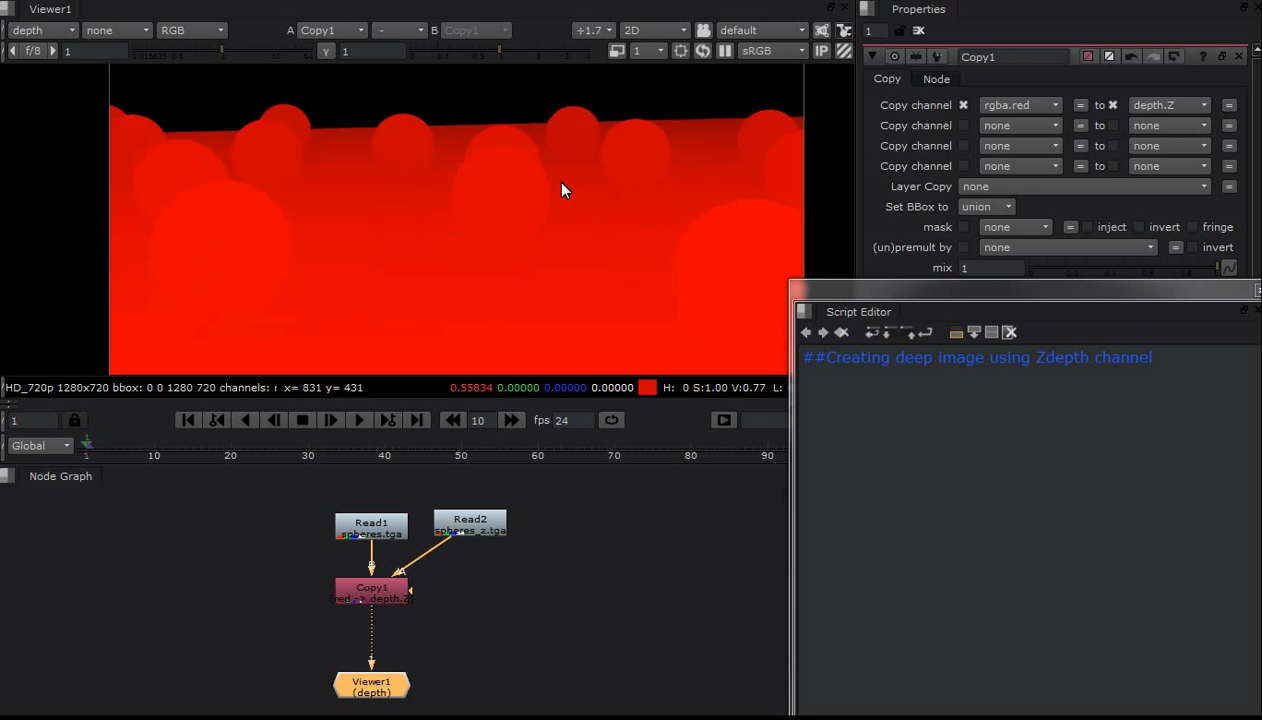 Viewer1
depth none RGB A Copy1 - B Copy1 ÷1.7 2D default
f/8 1 Y 1 1 sRGB IP
HD_720p 1280x720 bbox: 0 0 1280 720 channels: r x= 831 y= 431 0.55834 0.00000 0.00000 0.00000 H: 0 S:1.00 V:0.77 L:
1 10 fps 24
Global 1 10 20 30 40 50 60 70 80 90
Node Graph
Read1
spheres.tga
Read2
spheres_z.tga
B
A
Copy1
(red -> depth.Z)
1
Viewer1
(depth)
Properties
1
Copy1
Copy Node
Copy channel rgba.red = to depth.Z =
Copy channel none = to none =
Copy channel none = to none =
Copy channel none = to none =
Layer Copy none =
Set BBox to union
mask none = inject invert fringe
(un)premult by none = invert
mix 1
Script Editor
##Creating deep image using Zdepth channel